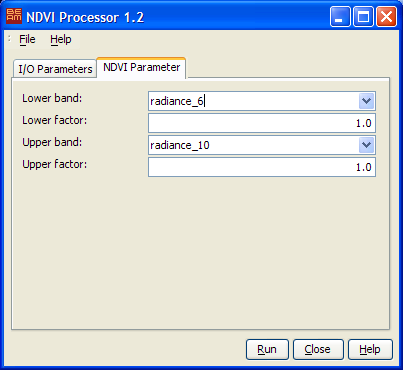 BEAM NDVI Processor 1.2
File Help
I/O Parameters NDVI Parameter
Lower band: radiance_6
Lower factor: 1.0
Upper band: radiance_10
Upper factor: 1.0
Run Close Help